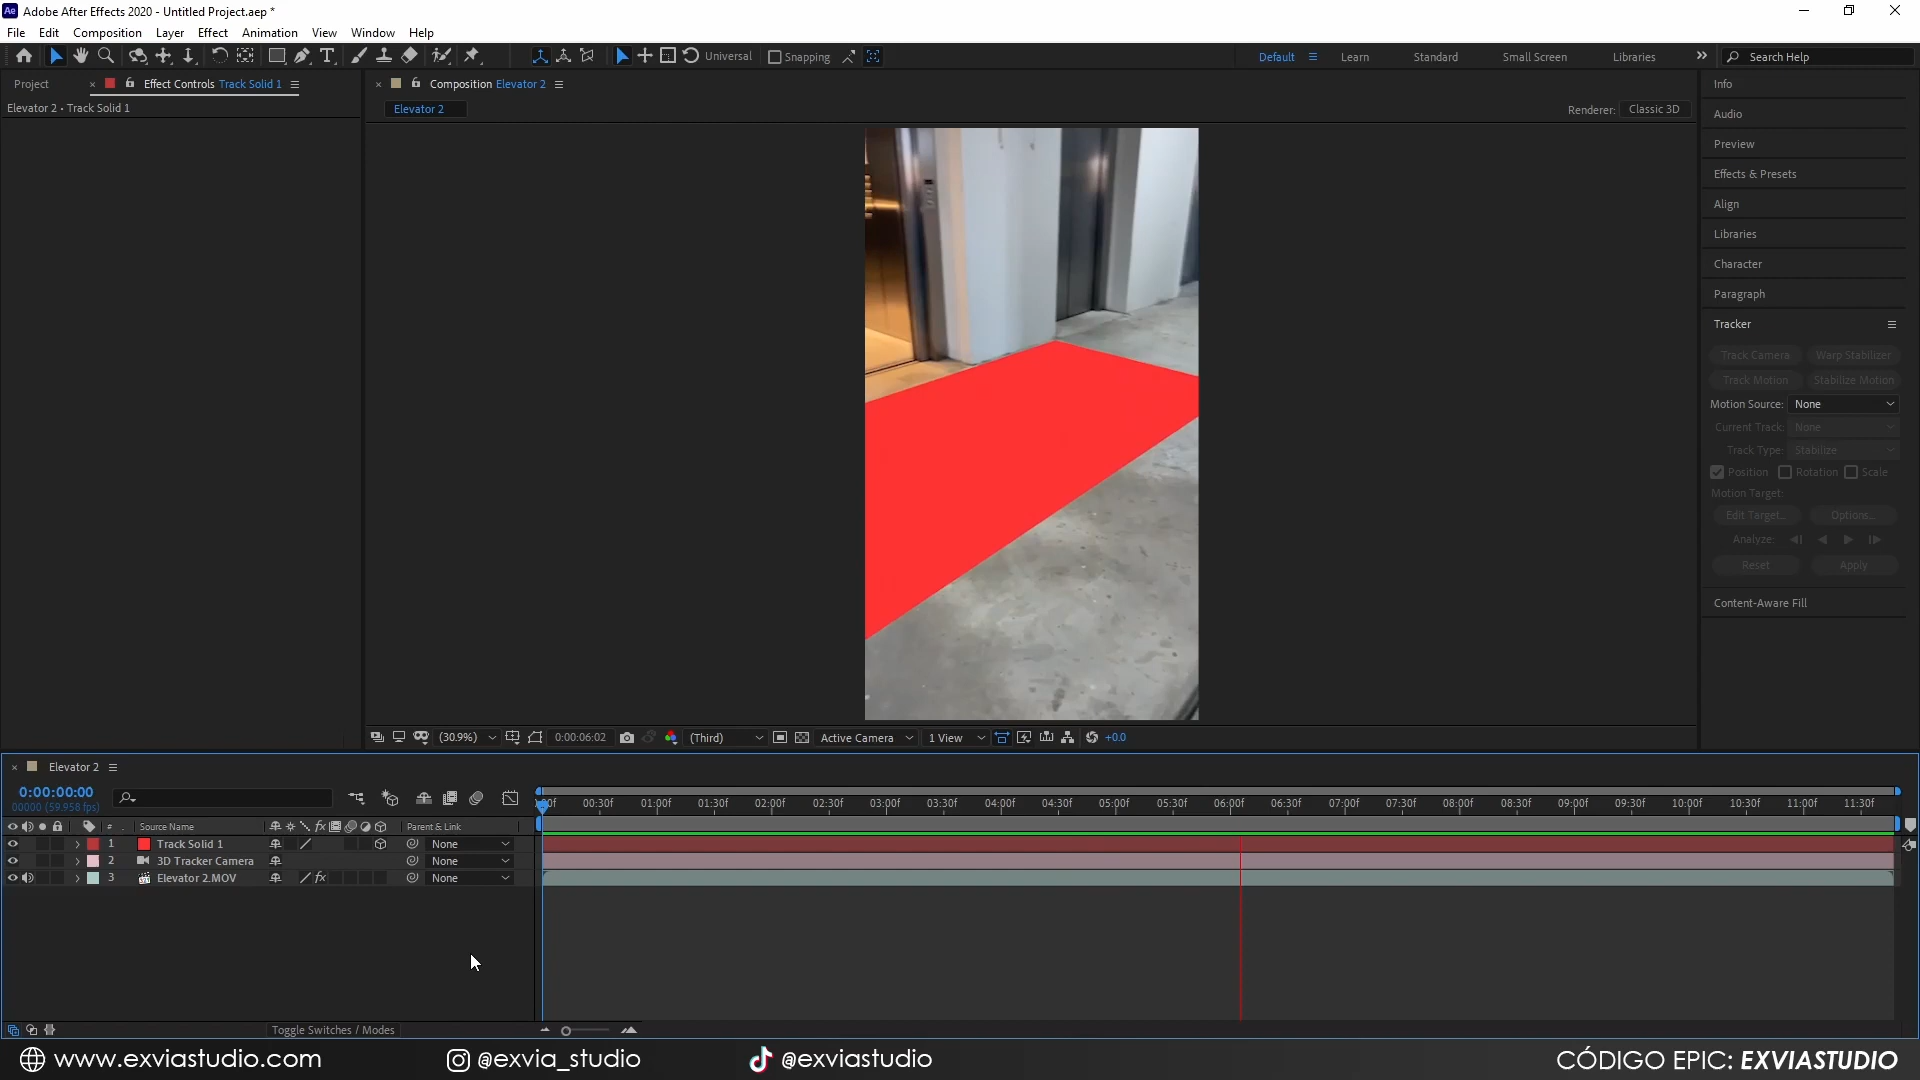 Adobe After Effects 2020 - Untitled Project.aep *
File Edit Composition Layer Effect Animation View Window Help
Universal Snapping Default Learn Standard Small Screen Libraries Search Help
Project Effect Controls Track Solid 1
Elevator 2 • Track Solid 1
Composition Elevator 2
Elevator 2
Renderer: Classic 3D
Info
Audio
Preview
Effects & Presets
Align
Libraries
Character
Paragraph
Tracker
Track Camera Warp Stabilizer
Track Motion Stabilize Motion
Motion Source: None
Current Track: None
Track Type: Stabilize
Position Rotation Scale
Motion Target:
Edit Target... Options...
Analyze:
Reset Apply
Content-Aware Fill
(30.9%) 0:00:06:02 (Third) Active Camera 1 View +0.0
Elevator 2
0:00:00:00
00000 (59.958 fps)
00:30f 01:00f 01:30f 02:00f 02:30f 03:00f 03:30f 04:00f 04:30f 05:00f 05:30f 06:00f 06:30f 07:00f 07:30f 08:00f 08:30f 09:00f 09:30f 10:00f 10:30f 11:00f 11:30f
# Source Name fx Parent & Link
1 Track Solid 1 None
2 3D Tracker Camera None
3 Elevator 2.MOV fx None
Toggle Switches / Modes
www.exviastudio.com @exvia_studio @exviastudio CÓDIGO EPIC: EXVIASTUDIO